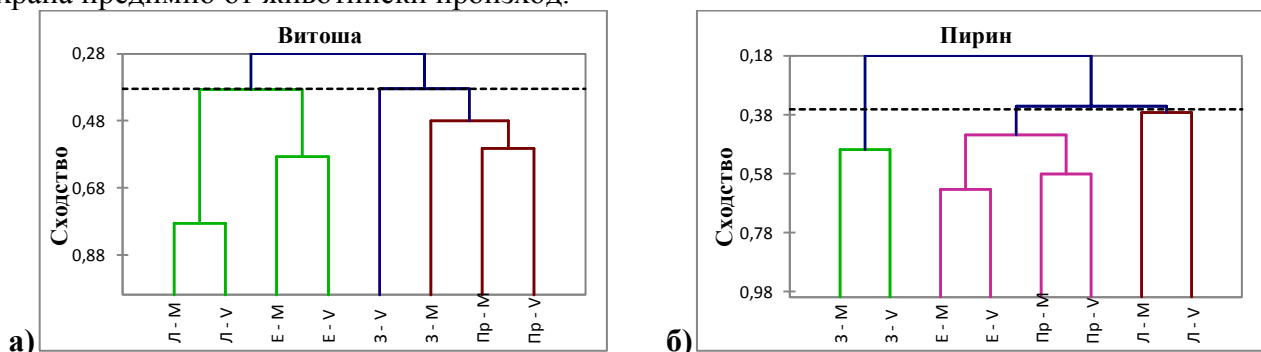 храна предимно от животински произход.
Витоша
0,28
0,48
0,68
0,88
Сходство
Л - M
Л - V
Е - M
Е - V
З - V
З - M
Пр - M
Пр - V
а)
Пирин
0,18
0,38
0,58
0,78
0,98
Сходство
З - M
З - V
Е - M
Е - V
Пр - M
Пр - V
Л - M
Л - V
б)